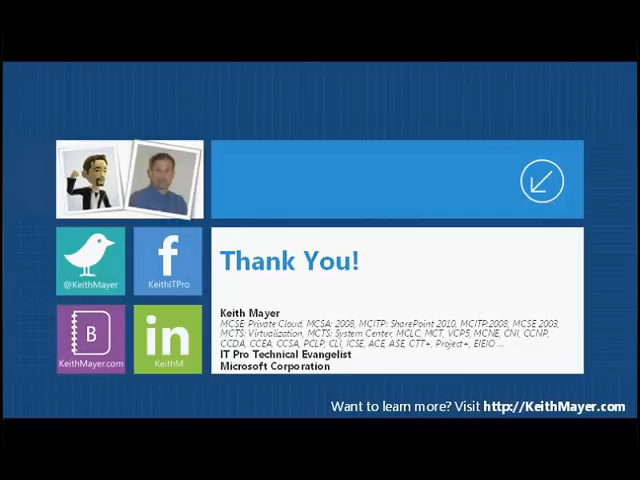 @KeithMayer
KeithITPro
B
KeithMayer.com
in
KeithM
Thank You!
Keith Mayer
MCSE: Private Cloud, MCSA: 2008, MCITP: SharePoint 2010, MCITP:2008, MCSE 2003,
MCTS: Virtualization, MCTS: System Center, MCLC, MCT, VCP5, MCNE, CNI, CCNP,
CCDA, CCEA, CCSA, PCLP, CLI, ICSE, ACE, ASE, CTT+, Project+, EIEIO ...
IT Pro Technical Evangelist
Microsoft Corporation
Want to learn more? Visit http://KeithMayer.com